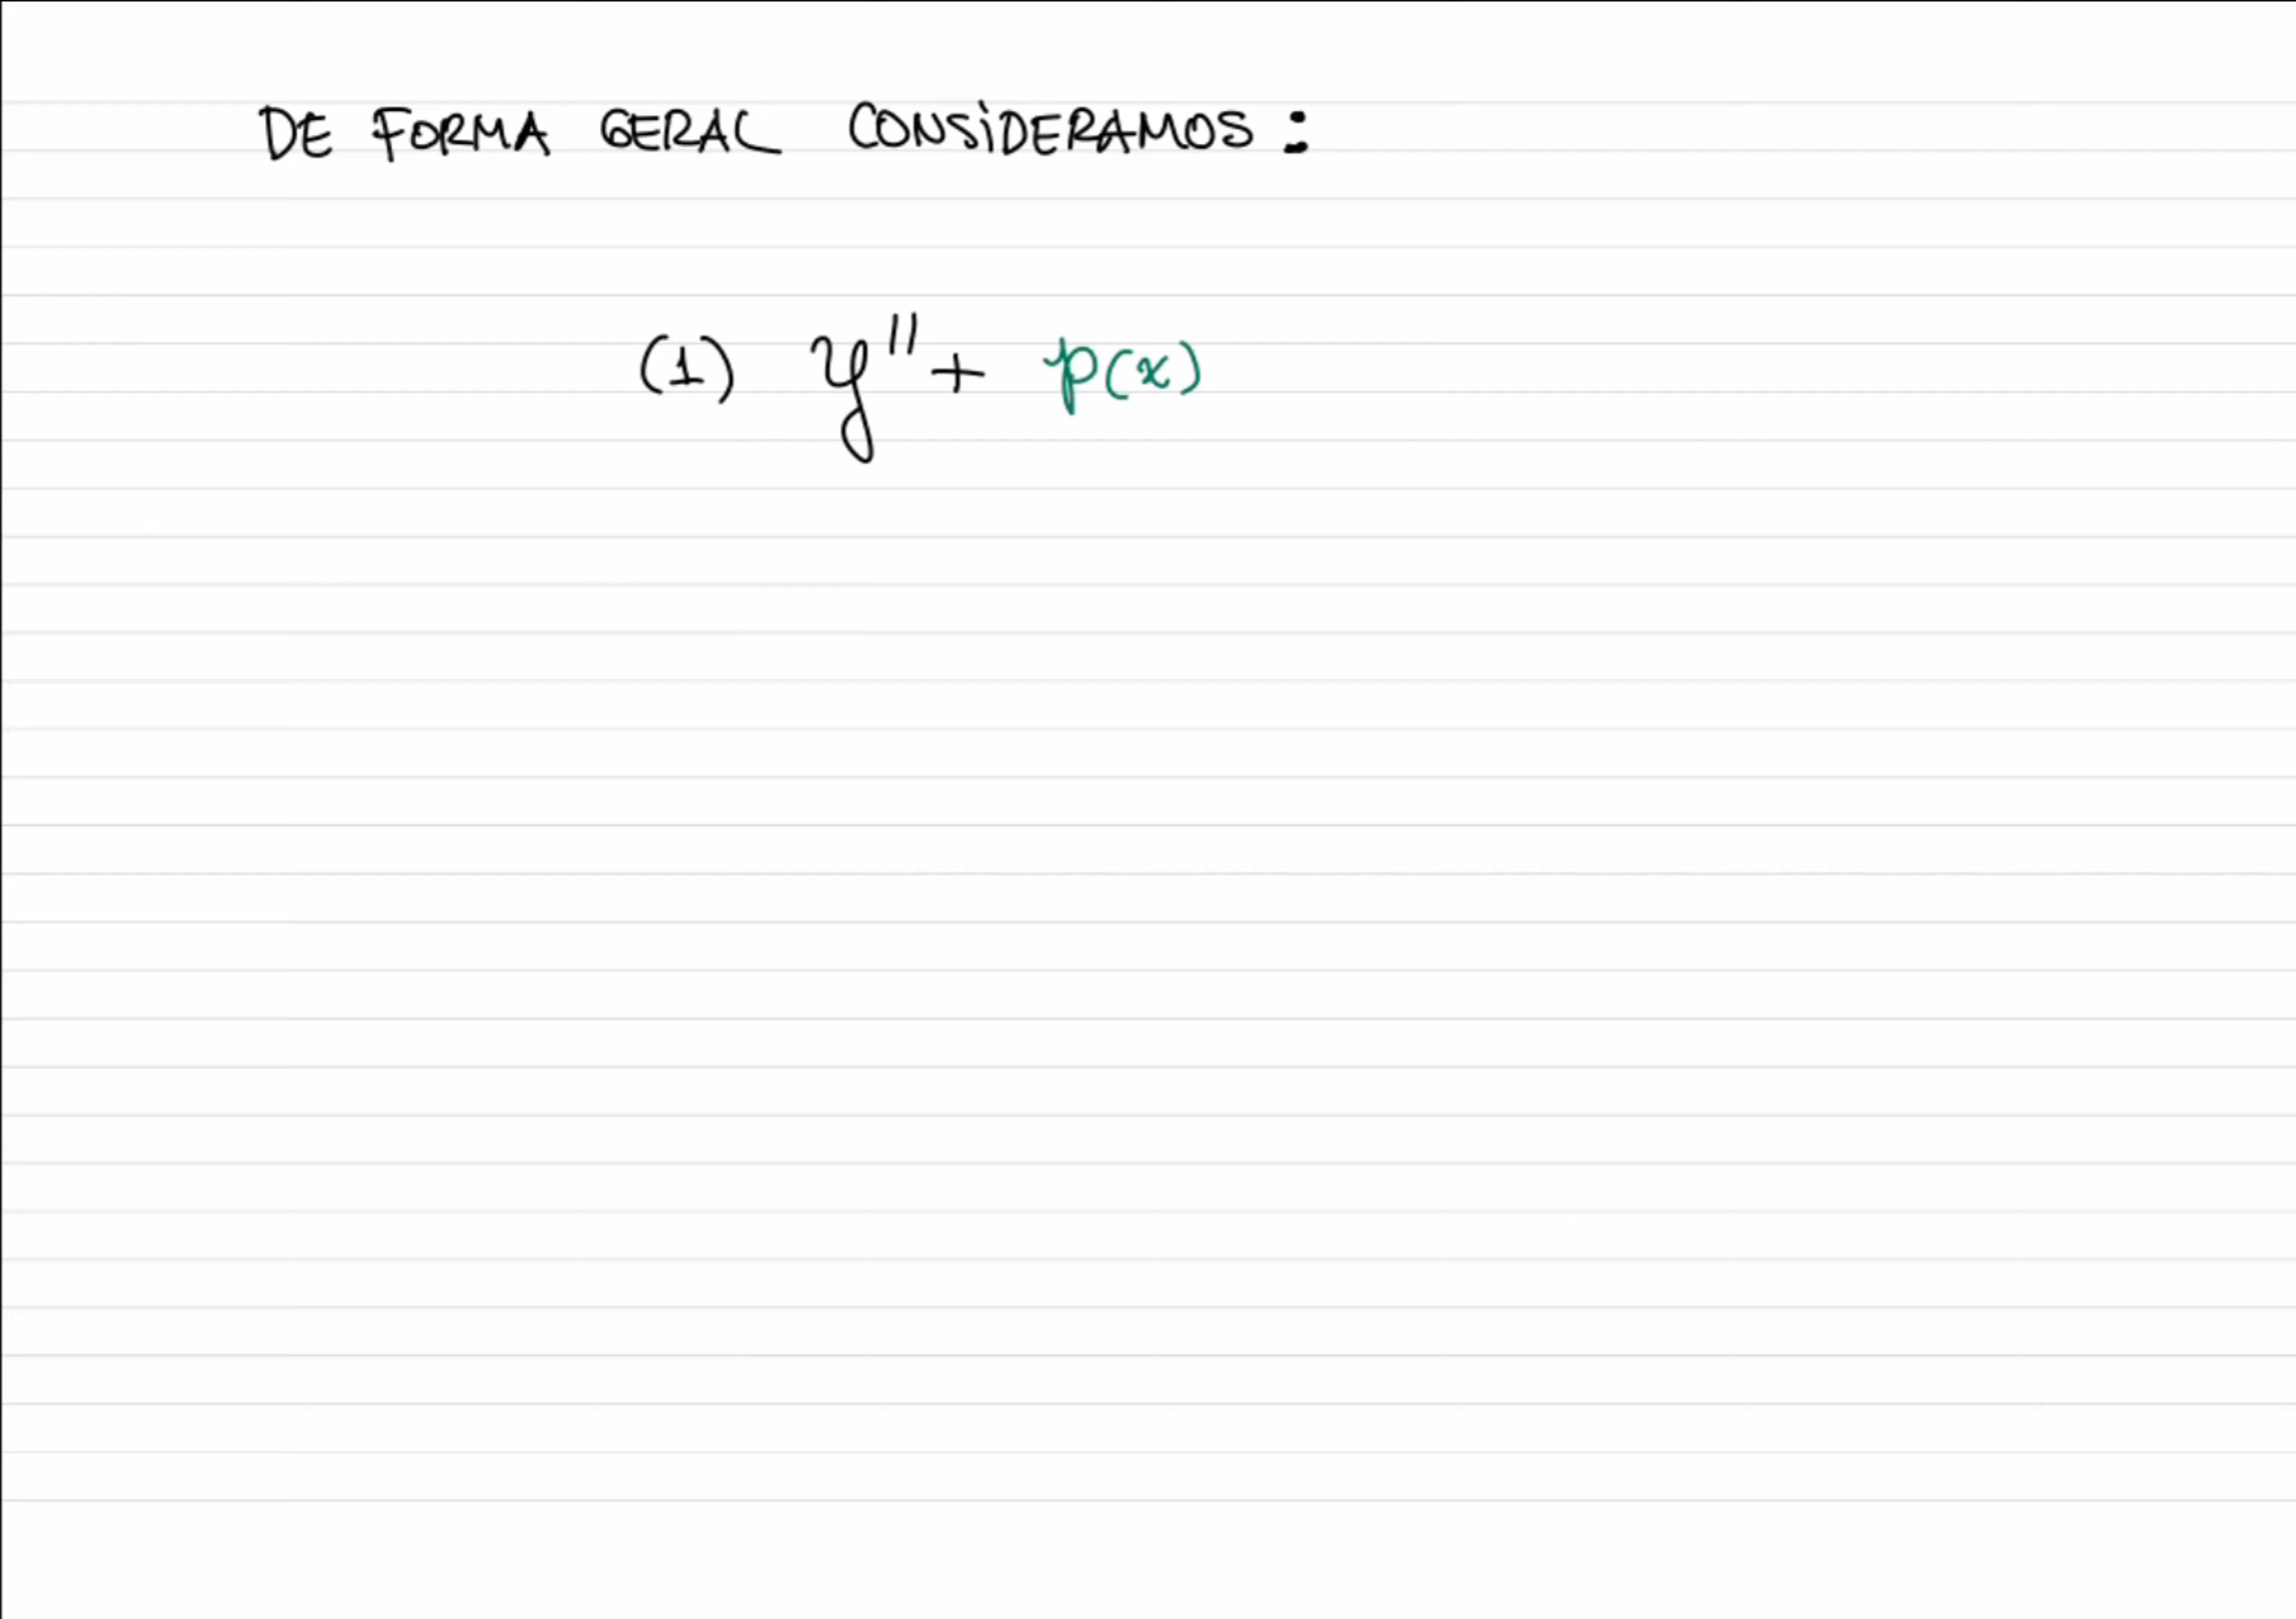 DE FORMA GERAL CONSiDERAMOS :
(1) y'' + p(x)